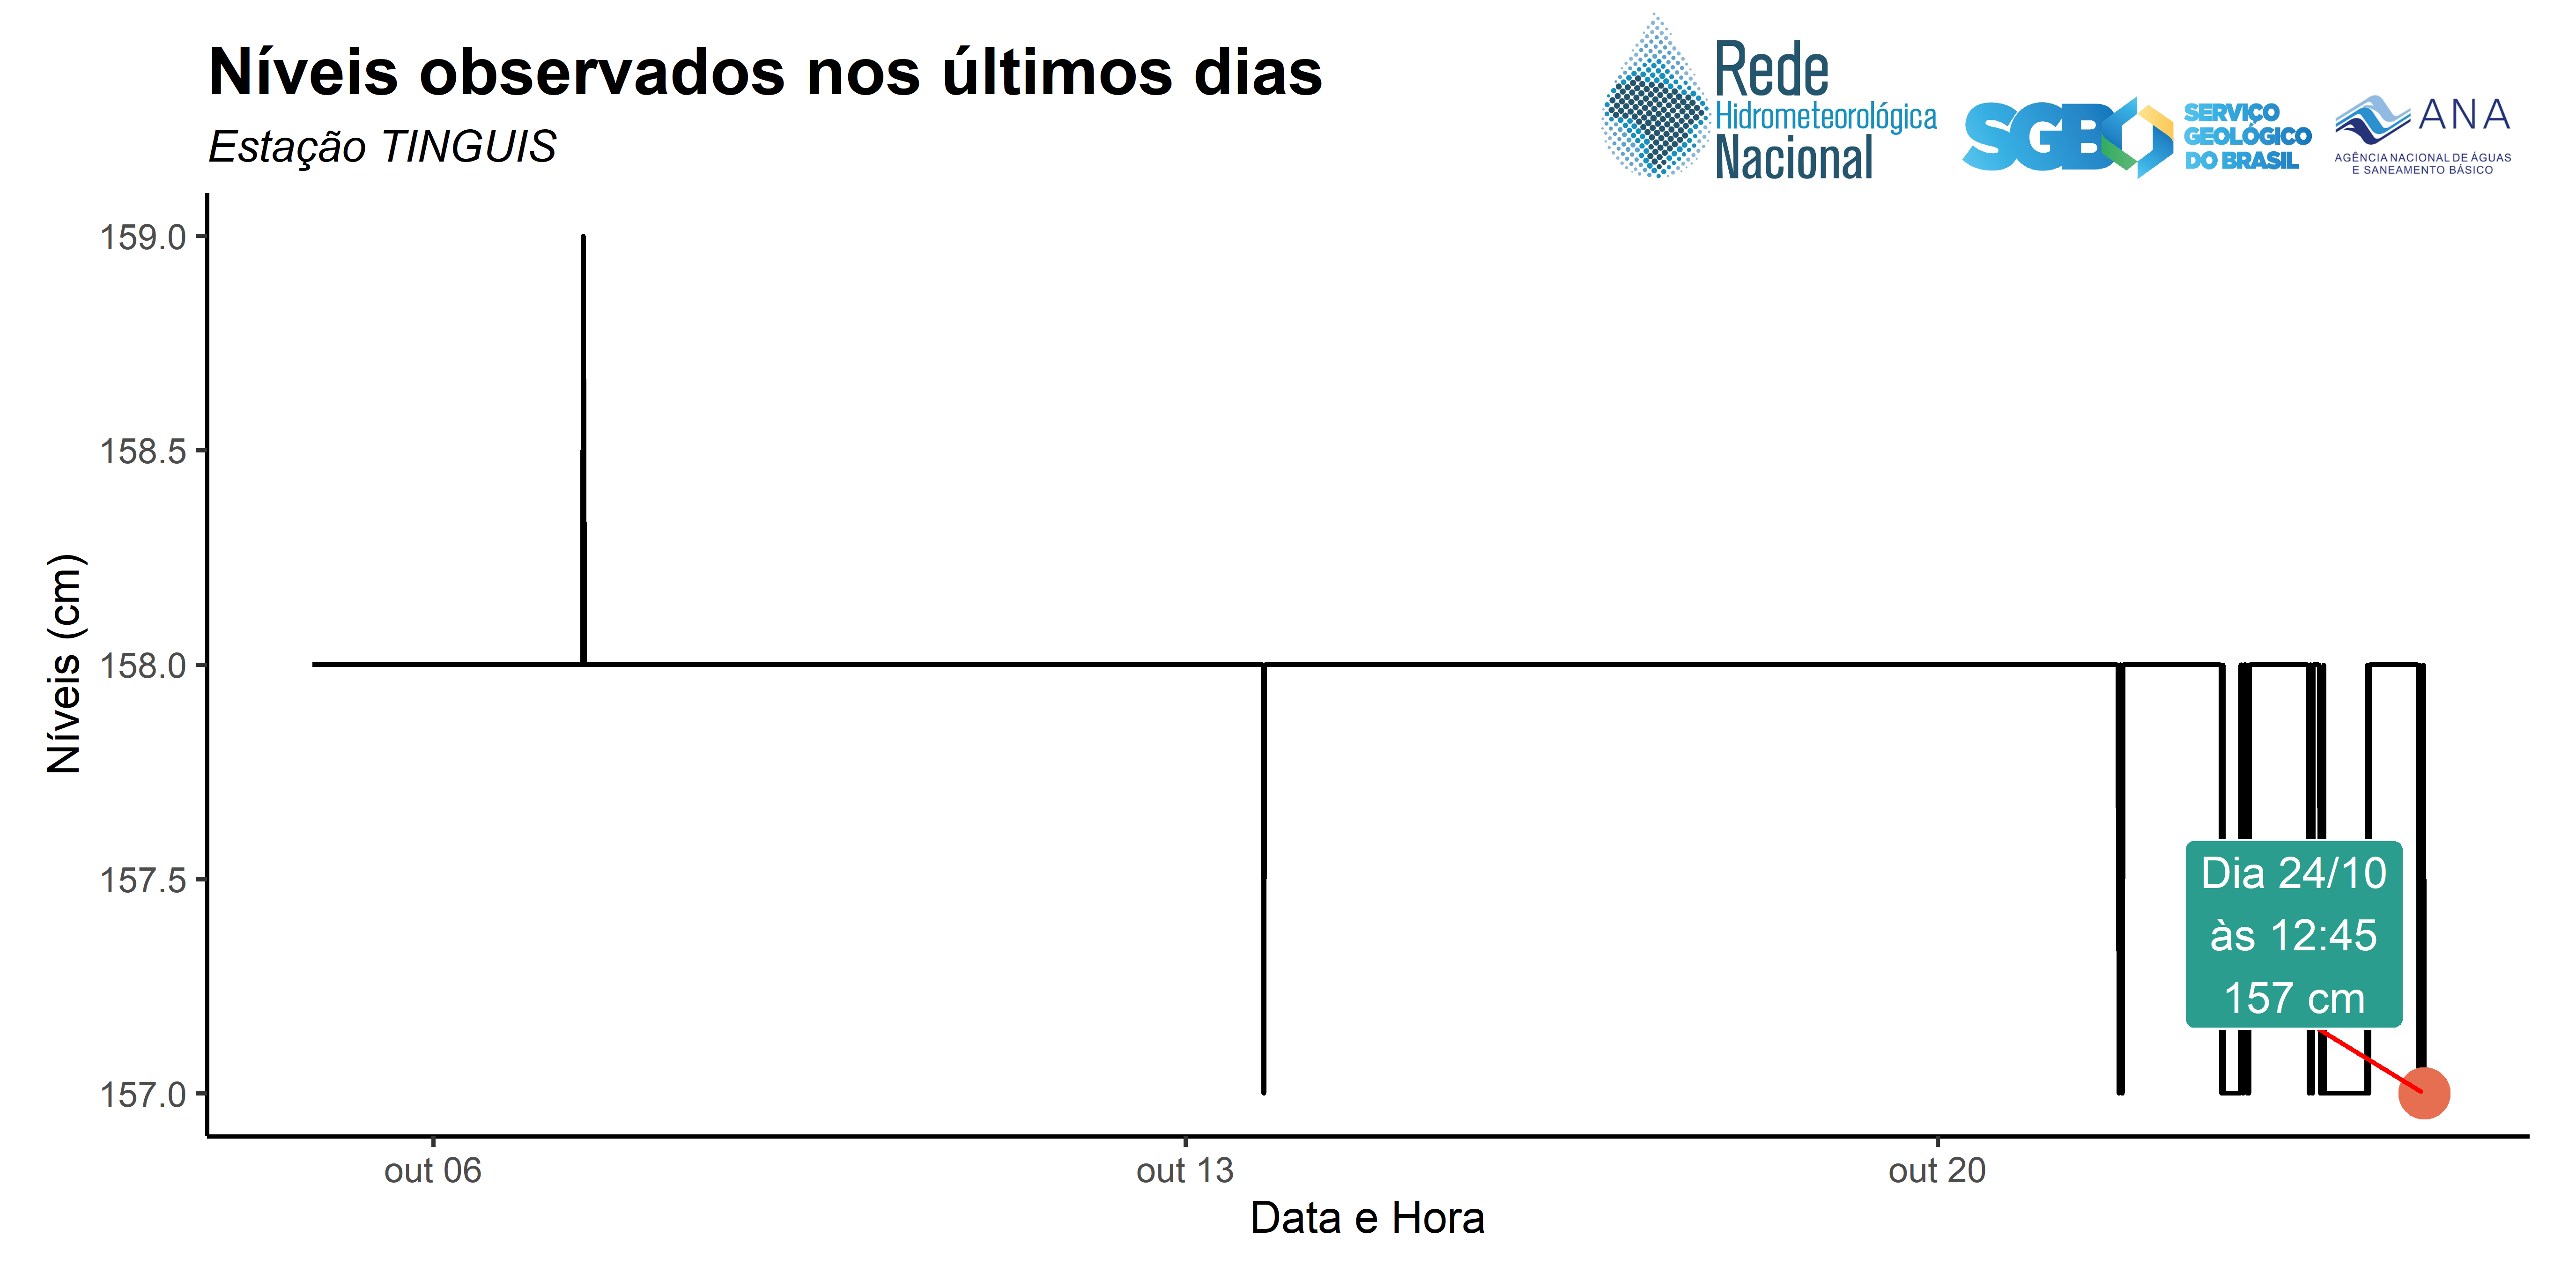 Níveis observados nos últimos dias
Estação TINGUIS
Rede
Hidrometeorológica
Nacional
SGB
SERVIÇO
GEOLÓGICO
DO BRASIL
ANA
AGÊNCIA NACIONAL DE ÁGUAS
E SANEAMENTO BÁSICO
159.0
158.5
158.0
157.5
157.0
Níveis (cm)
Dia 24/10
às 12:45
157 cm
out 06
out 13
out 20
Data e Hora